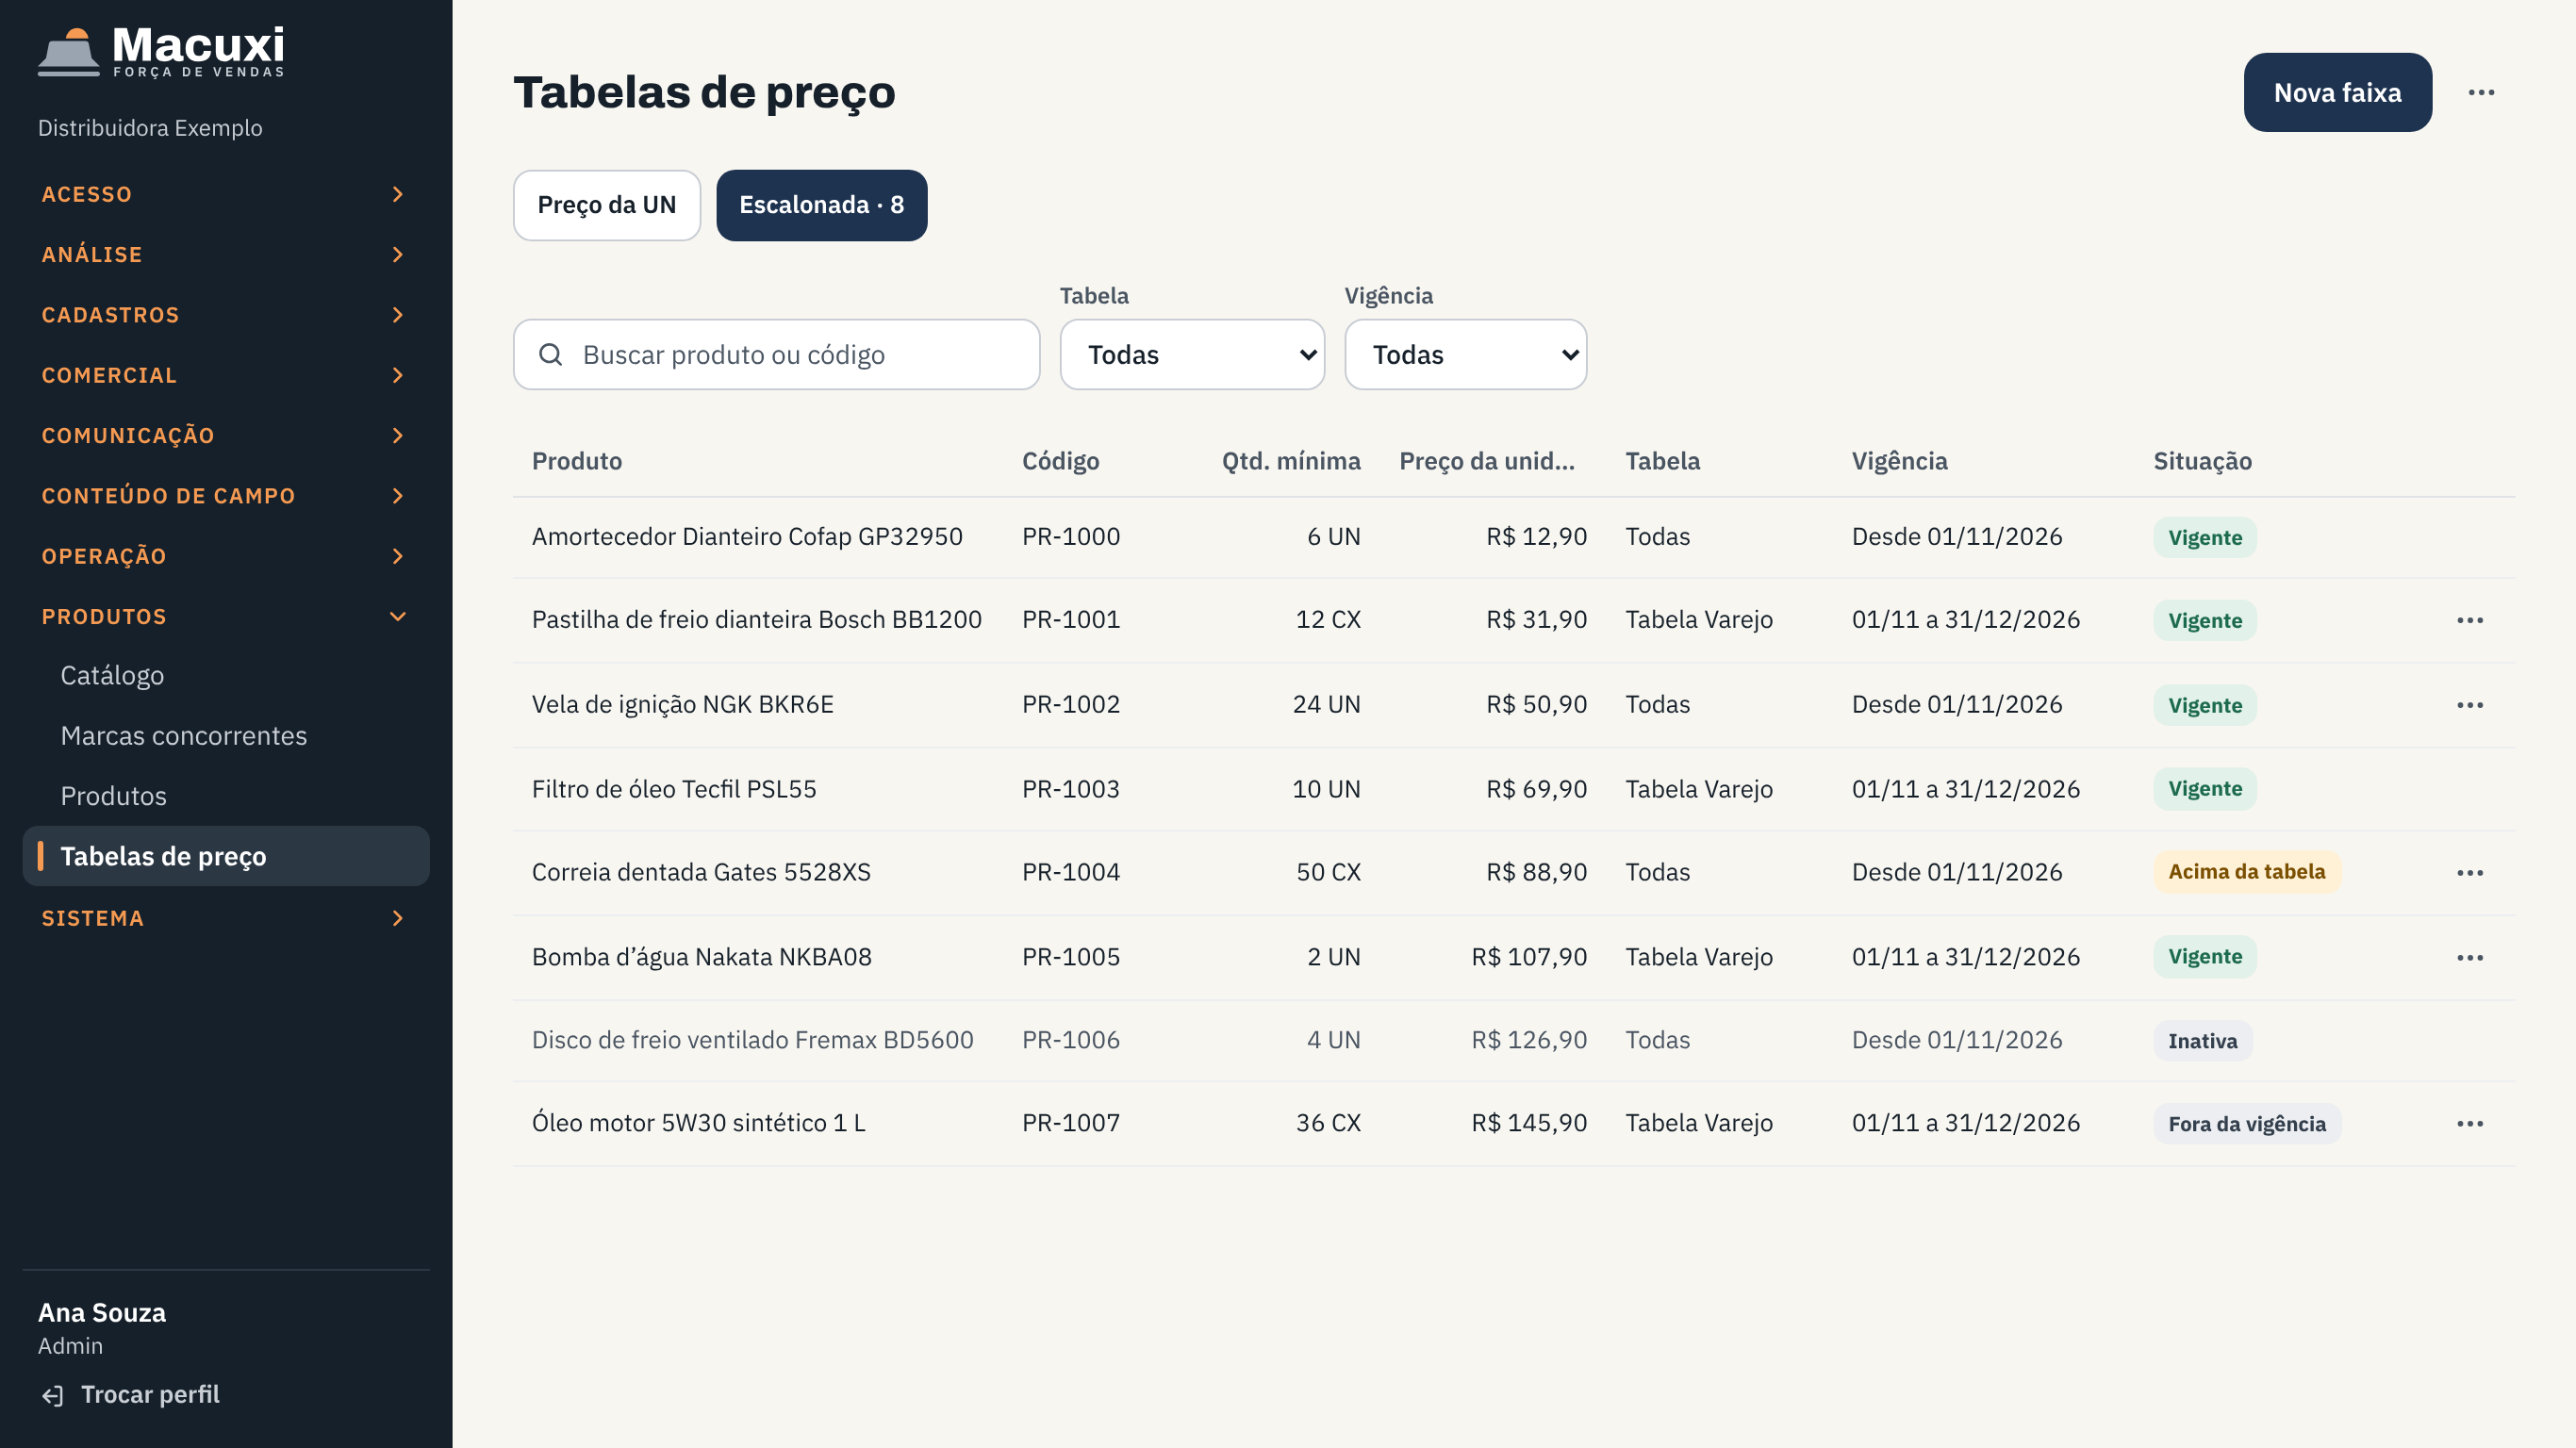 Macuxi
FORÇA DE VENDAS
Distribuidora Exemplo
ACESSO
ANÁLISE
CADASTROS
COMERCIAL
COMUNICAÇÃO
CONTEÚDO DE CAMPO
OPERAÇÃO
PRODUTOS
Catálogo
Marcas concorrentes
Produtos
Tabelas de preço
SISTEMA
Ana Souza
Admin
Trocar perfil
Tabelas de preço
Nova faixa
Preço da UN
Escalonada · 8
Tabela
Vigência
Buscar produto ou código
Todas
Todas
Produto Código Qtd. mínima Preço da unid... Tabela Vigência Situação
Amortecedor Dianteiro Cofap GP32950 PR-1000 6 UN R$ 12,90 Todas Desde 01/11/2026 Vigente
Pastilha de freio dianteira Bosch BB1200 PR-1001 12 CX R$ 31,90 Tabela Varejo 01/11 a 31/12/2026 Vigente
Vela de ignição NGK BKR6E PR-1002 24 UN R$ 50,90 Todas Desde 01/11/2026 Vigente
Filtro de óleo Tecfil PSL55 PR-1003 10 UN R$ 69,90 Tabela Varejo 01/11 a 31/12/2026 Vigente
Correia dentada Gates 5528XS PR-1004 50 CX R$ 88,90 Todas Desde 01/11/2026 Acima da tabela
Bomba d’água Nakata NKBA08 PR-1005 2 UN R$ 107,90 Tabela Varejo 01/11 a 31/12/2026 Vigente
Disco de freio ventilado Fremax BD5600 PR-1006 4 UN R$ 126,90 Todas Desde 01/11/2026 Inativa
Óleo motor 5W30 sintético 1 L PR-1007 36 CX R$ 145,90 Tabela Varejo 01/11 a 31/12/2026 Fora da vigência